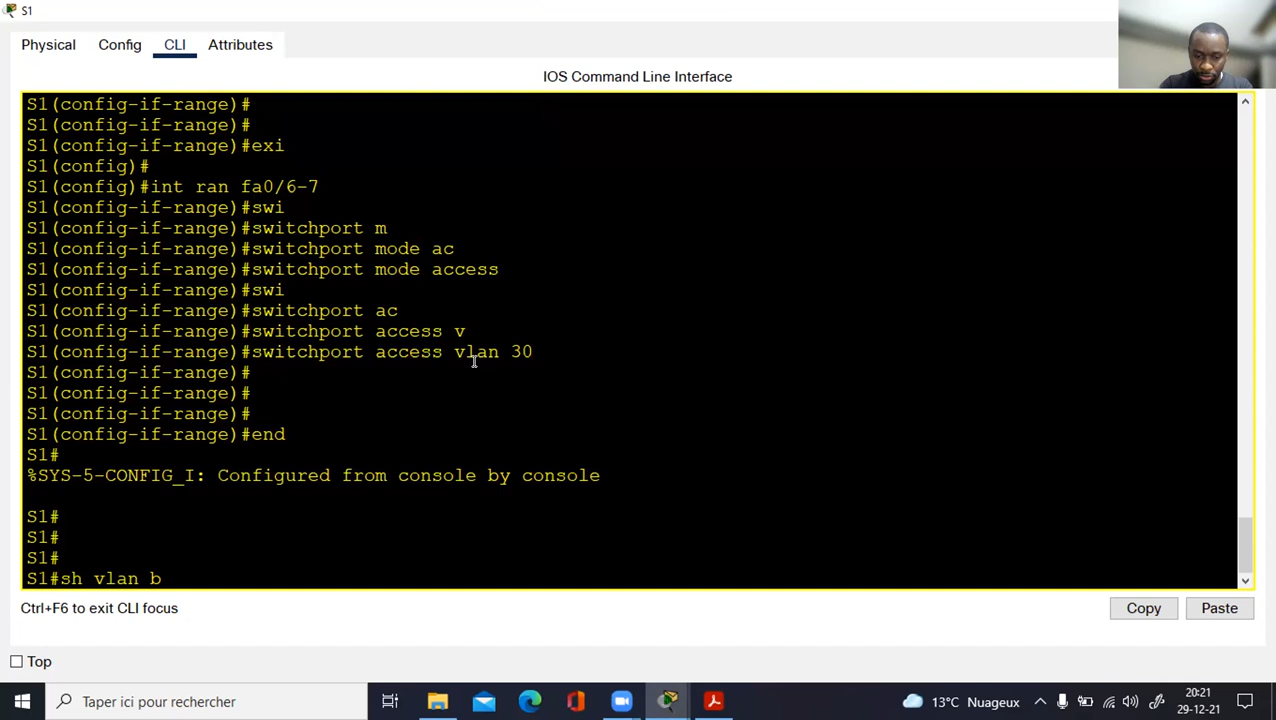 S1
Physical Config CLI Attributes
IOS Command Line Interface
S1(config-if-range)#
S1(config-if-range)#
S1(config-if-range)#exi
S1(config)#
S1(config)#int ran fa0/6-7
S1(config-if-range)#swi
S1(config-if-range)#switchport m
S1(config-if-range)#switchport mode ac
S1(config-if-range)#switchport mode access
S1(config-if-range)#swi
S1(config-if-range)#switchport ac
S1(config-if-range)#switchport access v
S1(config-if-range)#switchport access vlan 30
S1(config-if-range)#
S1(config-if-range)#
S1(config-if-range)#
S1(config-if-range)#end
S1#
%SYS-5-CONFIG_I: Configured from console by console
S1#
S1#
S1#
S1#sh vlan b
Ctrl+F6 to exit CLI focus
Copy Paste
Top
Taper ici pour rechercher
13°C Nuageux
20:21
29-12-21